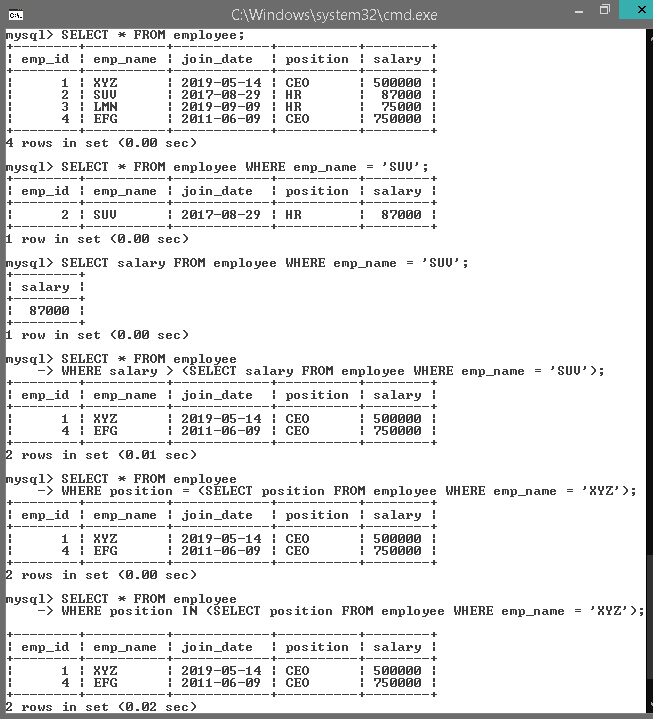 C:\Windows\system32\cmd.exe
mysql> SELECT * FROM employee;
+--------+----------+------------+----------+--------+
| emp_id | emp_name | join_date  | position | salary |
+--------+----------+------------+----------+--------+
|      1 | XYZ      | 2019-05-14 | CEO      | 500000 |
|      2 | SUV      | 2017-08-29 | HR       |  87000 |
|      3 | LMN      | 2019-09-09 | HR       |  75000 |
|      4 | EFG      | 2011-06-09 | CEO      | 750000 |
+--------+----------+------------+----------+--------+
4 rows in set (0.00 sec)
mysql> SELECT * FROM employee WHERE emp_name = 'SUV';
+--------+----------+------------+----------+--------+
| emp_id | emp_name | join_date  | position | salary |
+--------+----------+------------+----------+--------+
|      2 | SUV      | 2017-08-29 | HR       |  87000 |
+--------+----------+------------+----------+--------+
1 row in set (0.00 sec)
mysql> SELECT salary FROM employee WHERE emp_name = 'SUV';
+--------+
| salary |
+--------+
|  87000 |
+--------+
1 row in set (0.00 sec)
mysql> SELECT * FROM employee
    -> WHERE salary > (SELECT salary FROM employee WHERE emp_name = 'SUV');
+--------+----------+------------+----------+--------+
| emp_id | emp_name | join_date  | position | salary |
+--------+----------+------------+----------+--------+
|      1 | XYZ      | 2019-05-14 | CEO      | 500000 |
|      4 | EFG      | 2011-06-09 | CEO      | 750000 |
+--------+----------+------------+----------+--------+
2 rows in set (0.01 sec)
mysql> SELECT * FROM employee
    -> WHERE position = (SELECT position FROM employee WHERE emp_name = 'XYZ');
+--------+----------+------------+----------+--------+
| emp_id | emp_name | join_date  | position | salary |
+--------+----------+------------+----------+--------+
|      1 | XYZ      | 2019-05-14 | CEO      | 500000 |
|      4 | EFG      | 2011-06-09 | CEO      | 750000 |
+--------+----------+------------+----------+--------+
2 rows in set (0.00 sec)
mysql> SELECT * FROM employee
    -> WHERE position IN (SELECT position FROM employee WHERE emp_name = 'XYZ');
+--------+----------+------------+----------+--------+
| emp_id | emp_name | join_date  | position | salary |
+--------+----------+------------+----------+--------+
|      1 | XYZ      | 2019-05-14 | CEO      | 500000 |
|      4 | EFG      | 2011-06-09 | CEO      | 750000 |
+--------+----------+------------+----------+--------+
2 rows in set (0.02 sec)